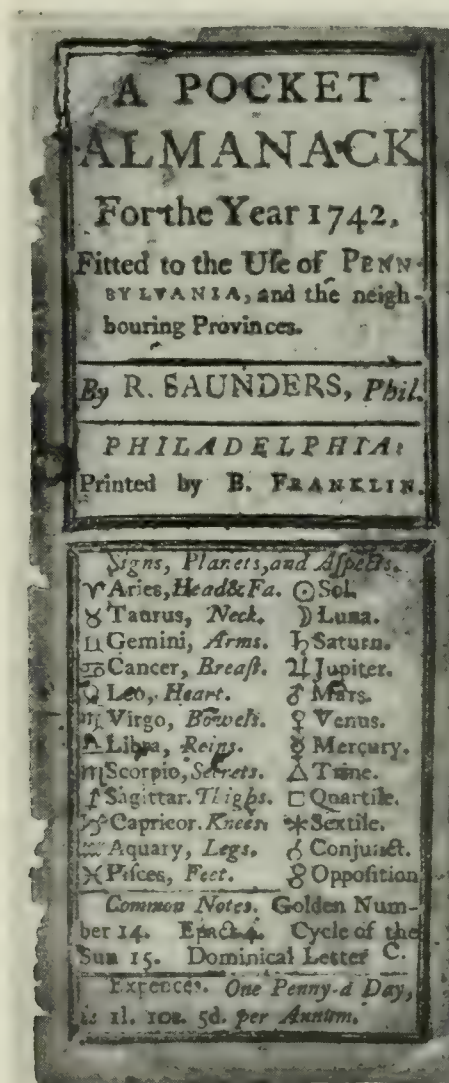 A POCKET
ALMANACK
For the Year 1742.
Fitted to the Uſe of PENN-
SYLVANIA, and the neigh-
bouring Provinces.
By R. SAUNDERS, Phil.
PHILADELPHIA:
Printed by B. FRANKLIN.
Signs, Planets, and Aſpects.
♈ Aries, Head & Fa. ☉ Sol.
♉ Taurus, Neck. ☽ Luna.
♊ Gemini, Arms. ♄ Saturn.
♋ Cancer, Breaſt. ♃ Jupiter.
♌ Leo, Heart. ♂ Mars.
♍ Virgo, Bowels. ♀ Venus.
♎ Libra, Reins. ☿ Mercury.
♏ Scorpio, Secrets. △ Trine.
♐ Sagittar. Thighs. □ Quartile.
♑ Capricor. Knees. ⚹ Sextile.
♒ Aquary, Legs. ☌ Conjunct.
♓ Piſces, Feet. ☍ Oppoſition
Common Notes. Golden Num-
ber 14. Epact 4. Cycle of the
Sun 15. Dominical Letter C.
Expences. One Penny a Day,
is 1l. 10s. 5d. per Annum.